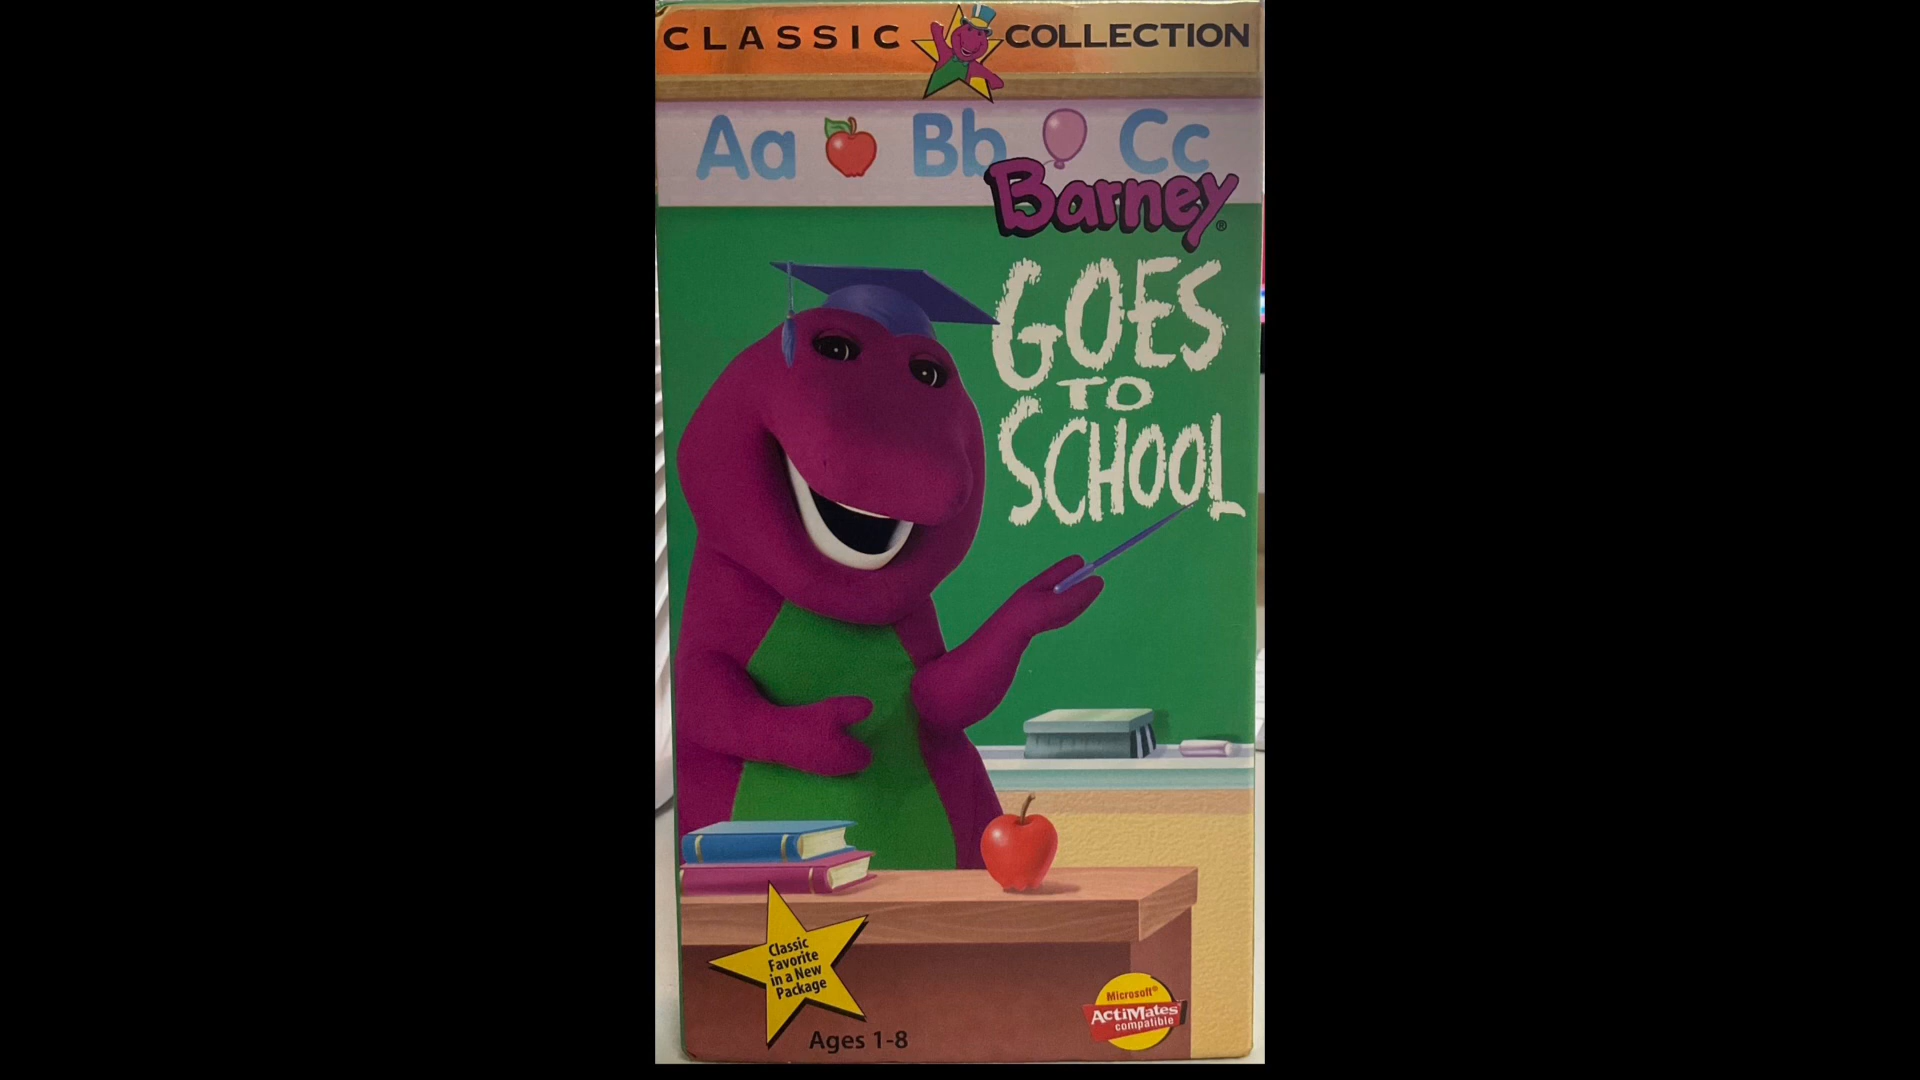 CLASSIC COLLECTION
Aa Bb Cc
Barney®
GOES
TO
SCHOOL
Classic
Favorite
in a New
Package
Microsoft®
ActiMates
compatible
Ages 1-8